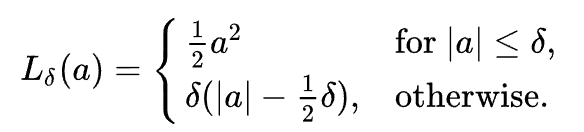 L_δ(a) = { ½a² for |a| ≤ δ,
δ(|a| − ½δ), otherwise.